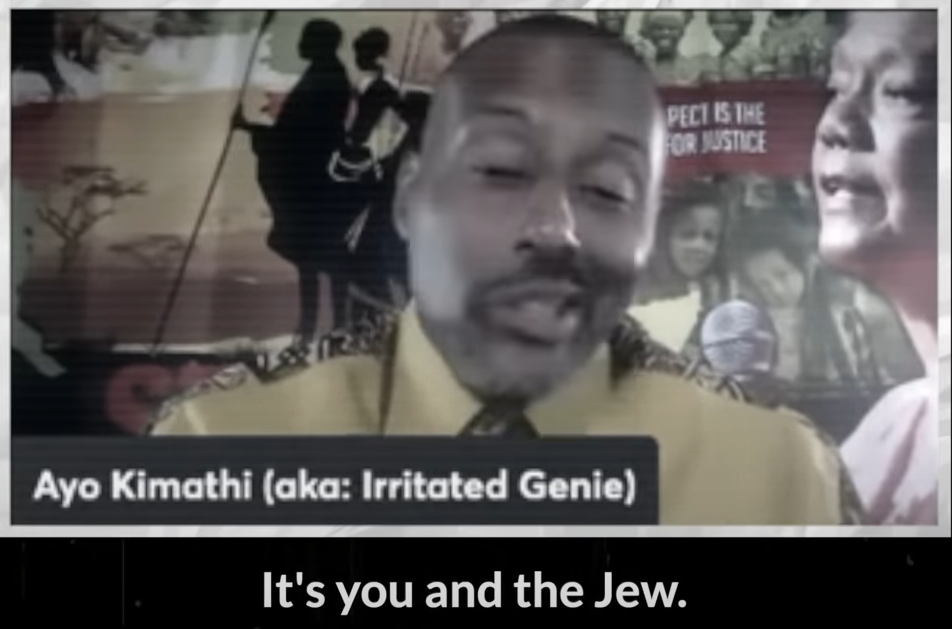 PECT IS THE
FOR JUSTICE
Ayo Kimathi (aka: Irritated Genie)
It's you and the Jew.